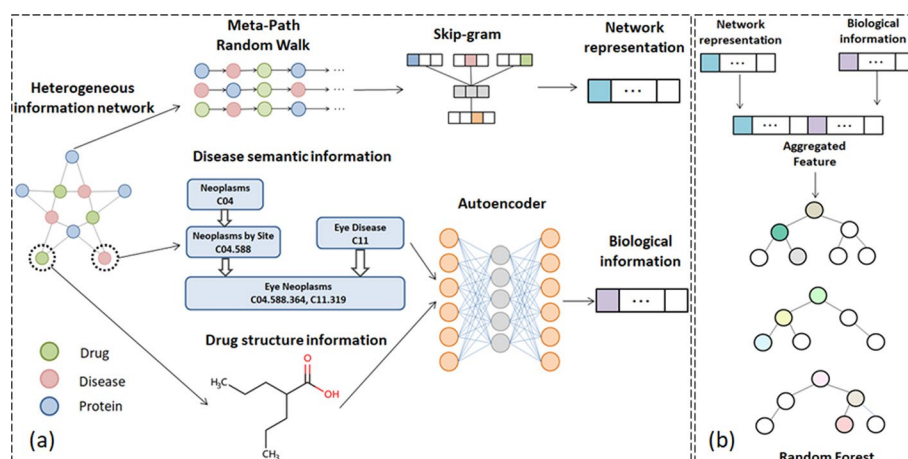 Meta-Path
Random Walk
Skip-gram
Network
representation
Heterogeneous
information network
...
...
...
...
Disease semantic information
Neoplasms
C04
Neoplasms by Site
C04.588
Eye Disease
C11
Eye Neoplasms
C04.588.364, C11.319
Autoencoder
Biological
information
...
Drug structure information
Drug
Disease
Protein
H₃C
O
OH
CH₃
(a)
Network
representation
Biological
information
...
...
...
...
Aggregated
Feature
(b)
Random Forest